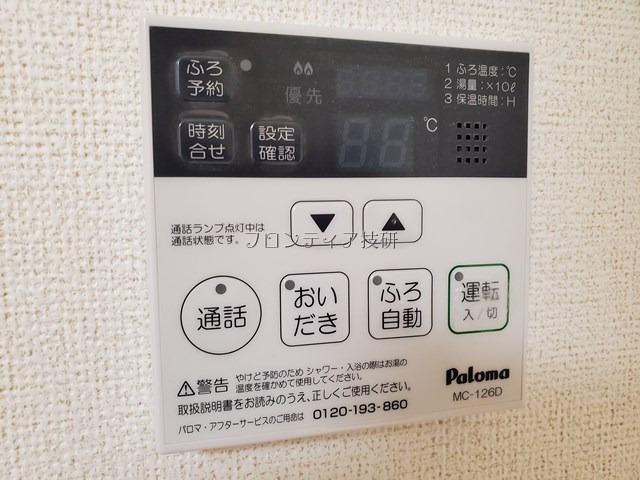 ふろ
予約
優先
1 ふろ温度:℃
2 湯量:×10ℓ
3 保温時間:H
時刻
合せ
設定
確認
℃
通話ランプ点灯中は
通話状態です。
フロンティア技研
通話
おい
だき
ふろ
自動
運転
入/切
警告
やけど予防のため シャワー・入浴の際はお湯の
温度を確かめて使用してください。
取扱説明書をお読みのうえ、正しくご使用ください。
パロマ・アフターサービスのご用命は 0120-193-860
Paloma
MC-126D